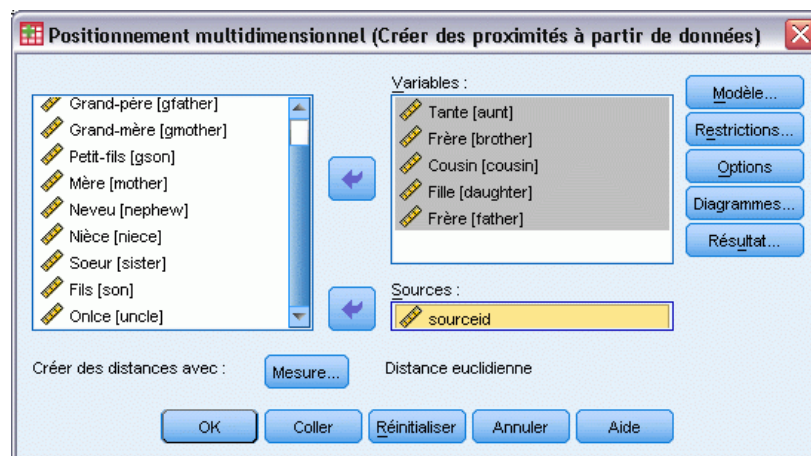 Positionnement multidimensionnel (Créer des proximités à partir de données)
Grand-père [gfather]
Grand-mère [gmother]
Petit-fils [gson]
Mère [mother]
Neveu [nephew]
Nièce [niece]
Soeur [sister]
Fils [son]
Onlce [uncle]
Variables :
Tante [aunt]
Frère [brother]
Cousin [cousin]
Fille [daughter]
Frère [father]
Sources :
sourceid
Modèle...
Restrictions...
Options
Diagrammes...
Résultat...
Créer des distances avec :
Mesure...
Distance euclidienne
OK
Coller
Réinitialiser
Annuler
Aide